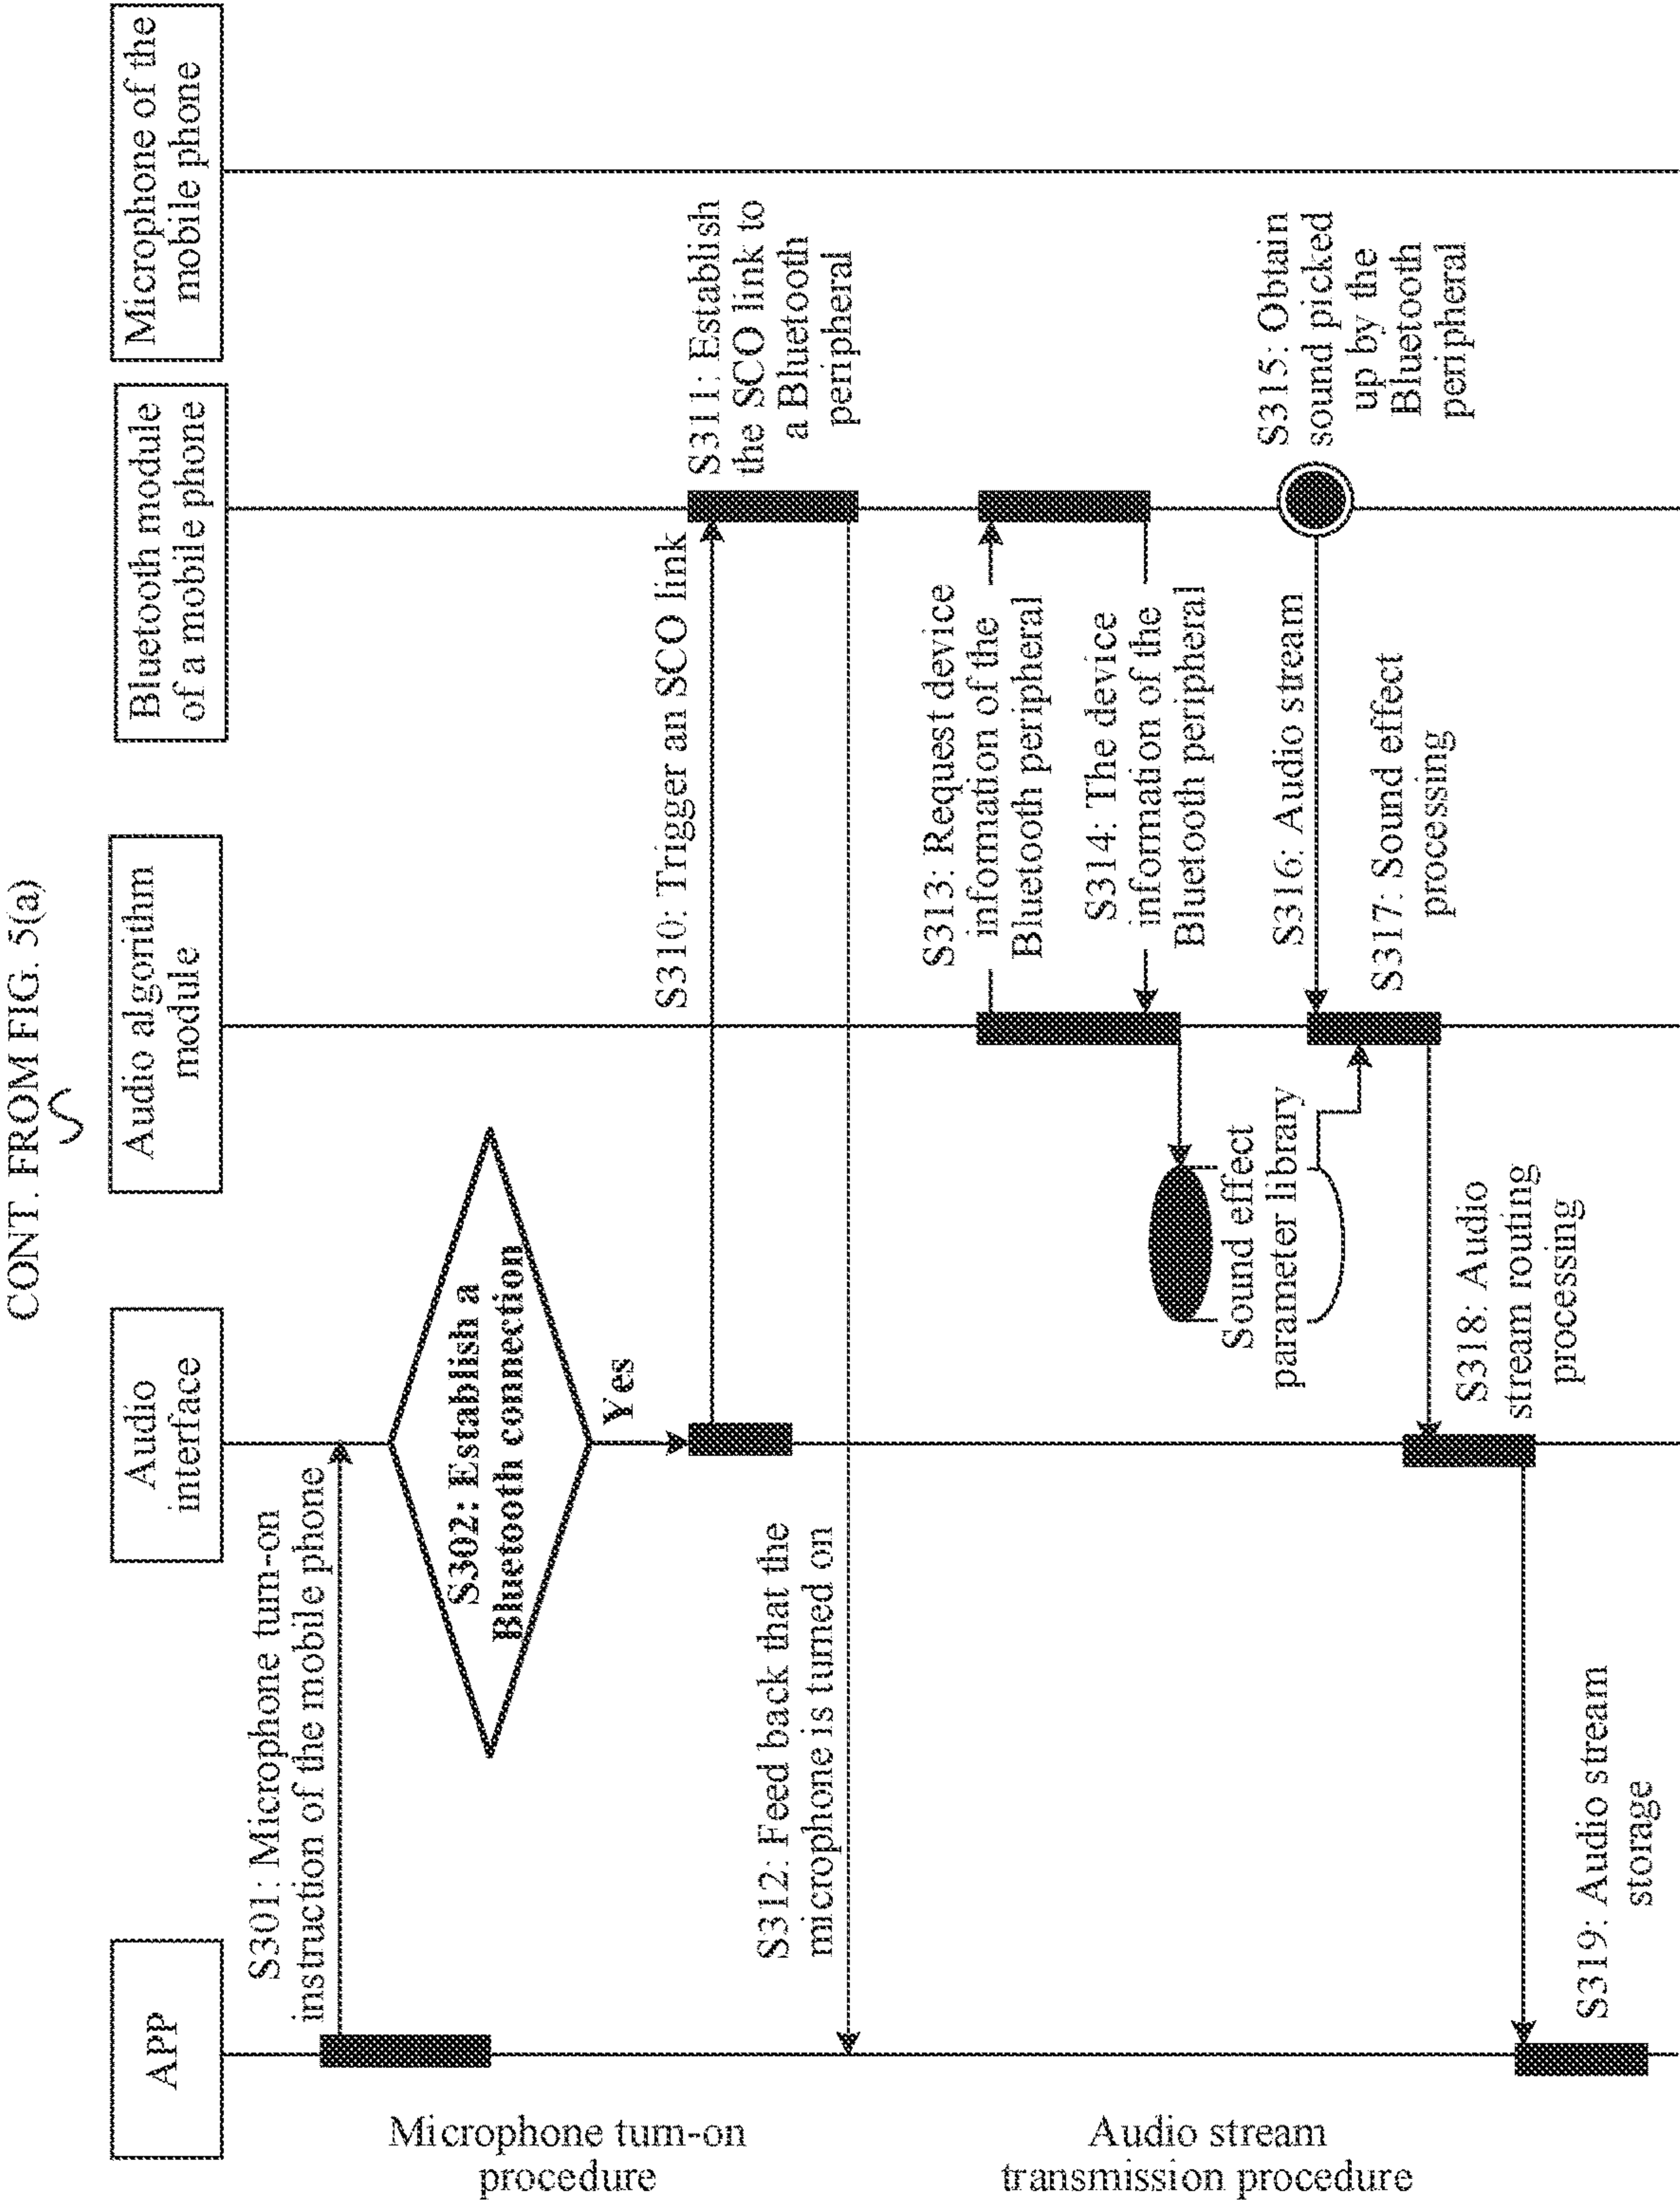 CONT. FROM FIG. 5(a)
APP
Audio
interface
Audio algorithm
module
Bluetooth module
of a mobile phone
Microphone of the
mobile phone
Microphone turn-on
procedure
S301: Microphone turn-on
instruction of the mobile phone
S302: Establish a
Bluetooth connection
Yes
S310: Trigger an SCO link
S311: Establish
the SCO link to
a Bluetooth
peripheral
S312: Feed back that the
microphone is turned on
Audio stream
transmission procedure
S313: Request device
information of the
Bluetooth peripheral
S314: The device
information of the
Bluetooth peripheral
Sound effect
parameter library
S315: Obtain
sound picked
up by the
Bluetooth
peripheral
S316: Audio stream
S317: Sound effect
processing
S318: Audio
stream routing
processing
S319: Audio stream
storage